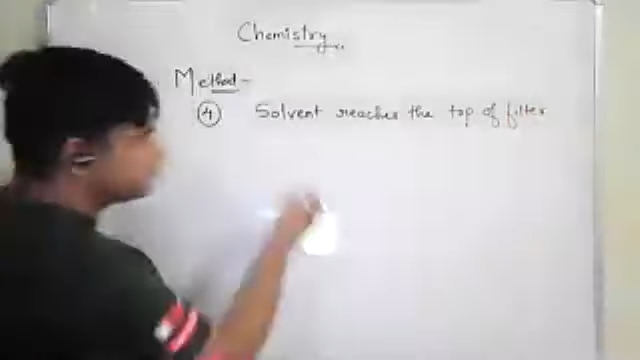 Chemistry
Method -
④ Solvent reaches the top of filter